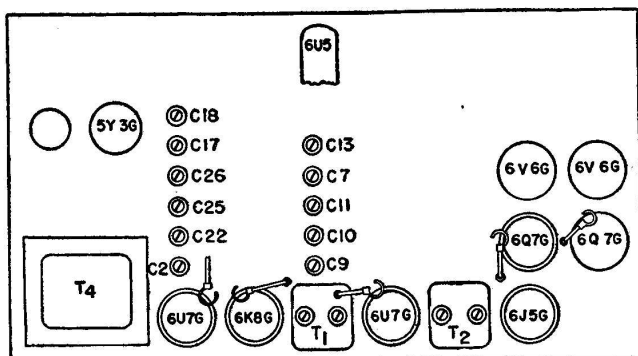 6U5
5Y3G
C18
C17
C13
C26
C7
6V6G
6V6G
C25
C11
C22
C10
6Q7G
6Q7G
C2
C9
T4
6U7G
6K8G
T1
6U7G
T2
6J5G